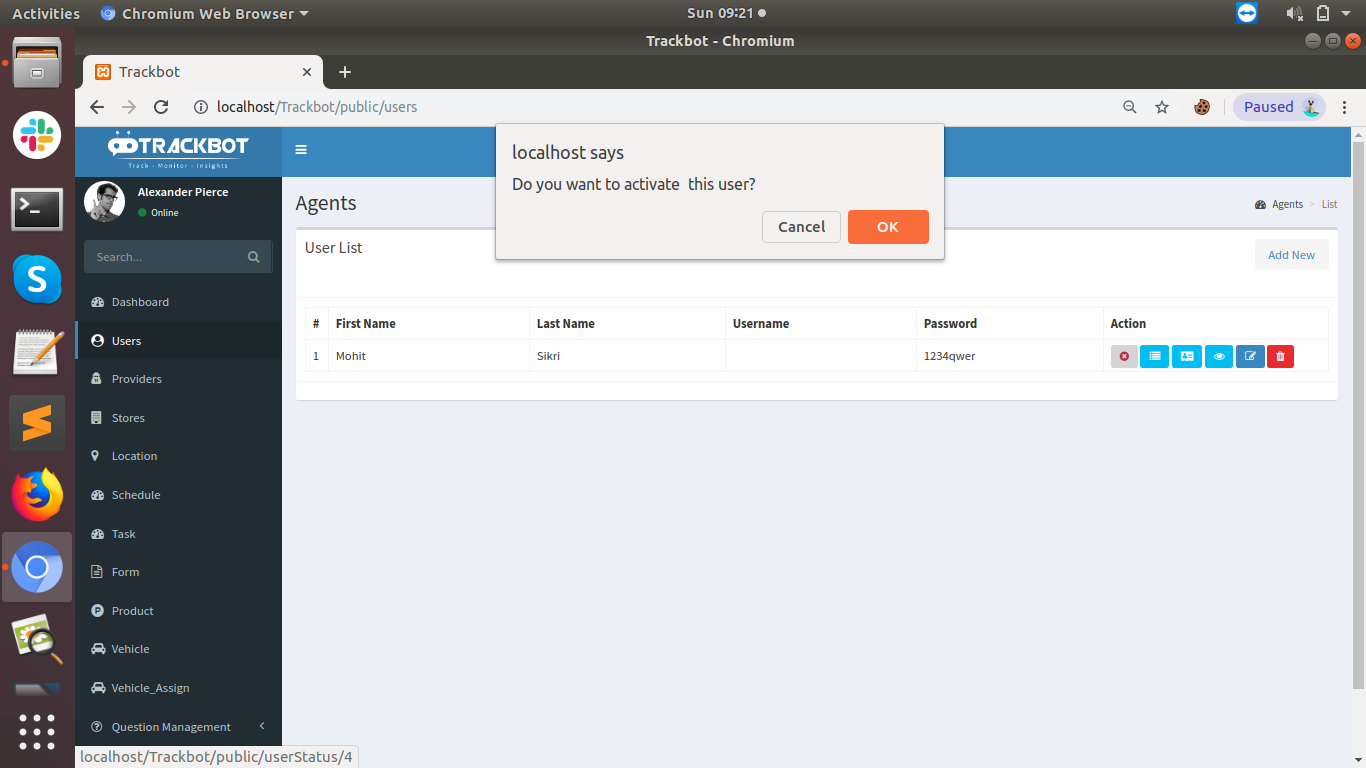 Activities
Chromium Web Browser
Sun 09:21
Trackbot - Chromium
Trackbot
localhost/Trackbot/public/users
Paused
TRACKBOT
Track - Monitor - Insights
localhost says
Do you want to activate  this user?
Cancel
OK
Alexander Pierce
Online
Search...
Dashboard
Users
Providers
Stores
Location
Schedule
Task
Form
Product
Vehicle
Vehicle_Assign
Question Management
Agents
Agents > List
User List
Add New
# First Name Last Name Username Password Action
1 Mohit Sikri 1234qwer
localhost/Trackbot/public/userStatus/4